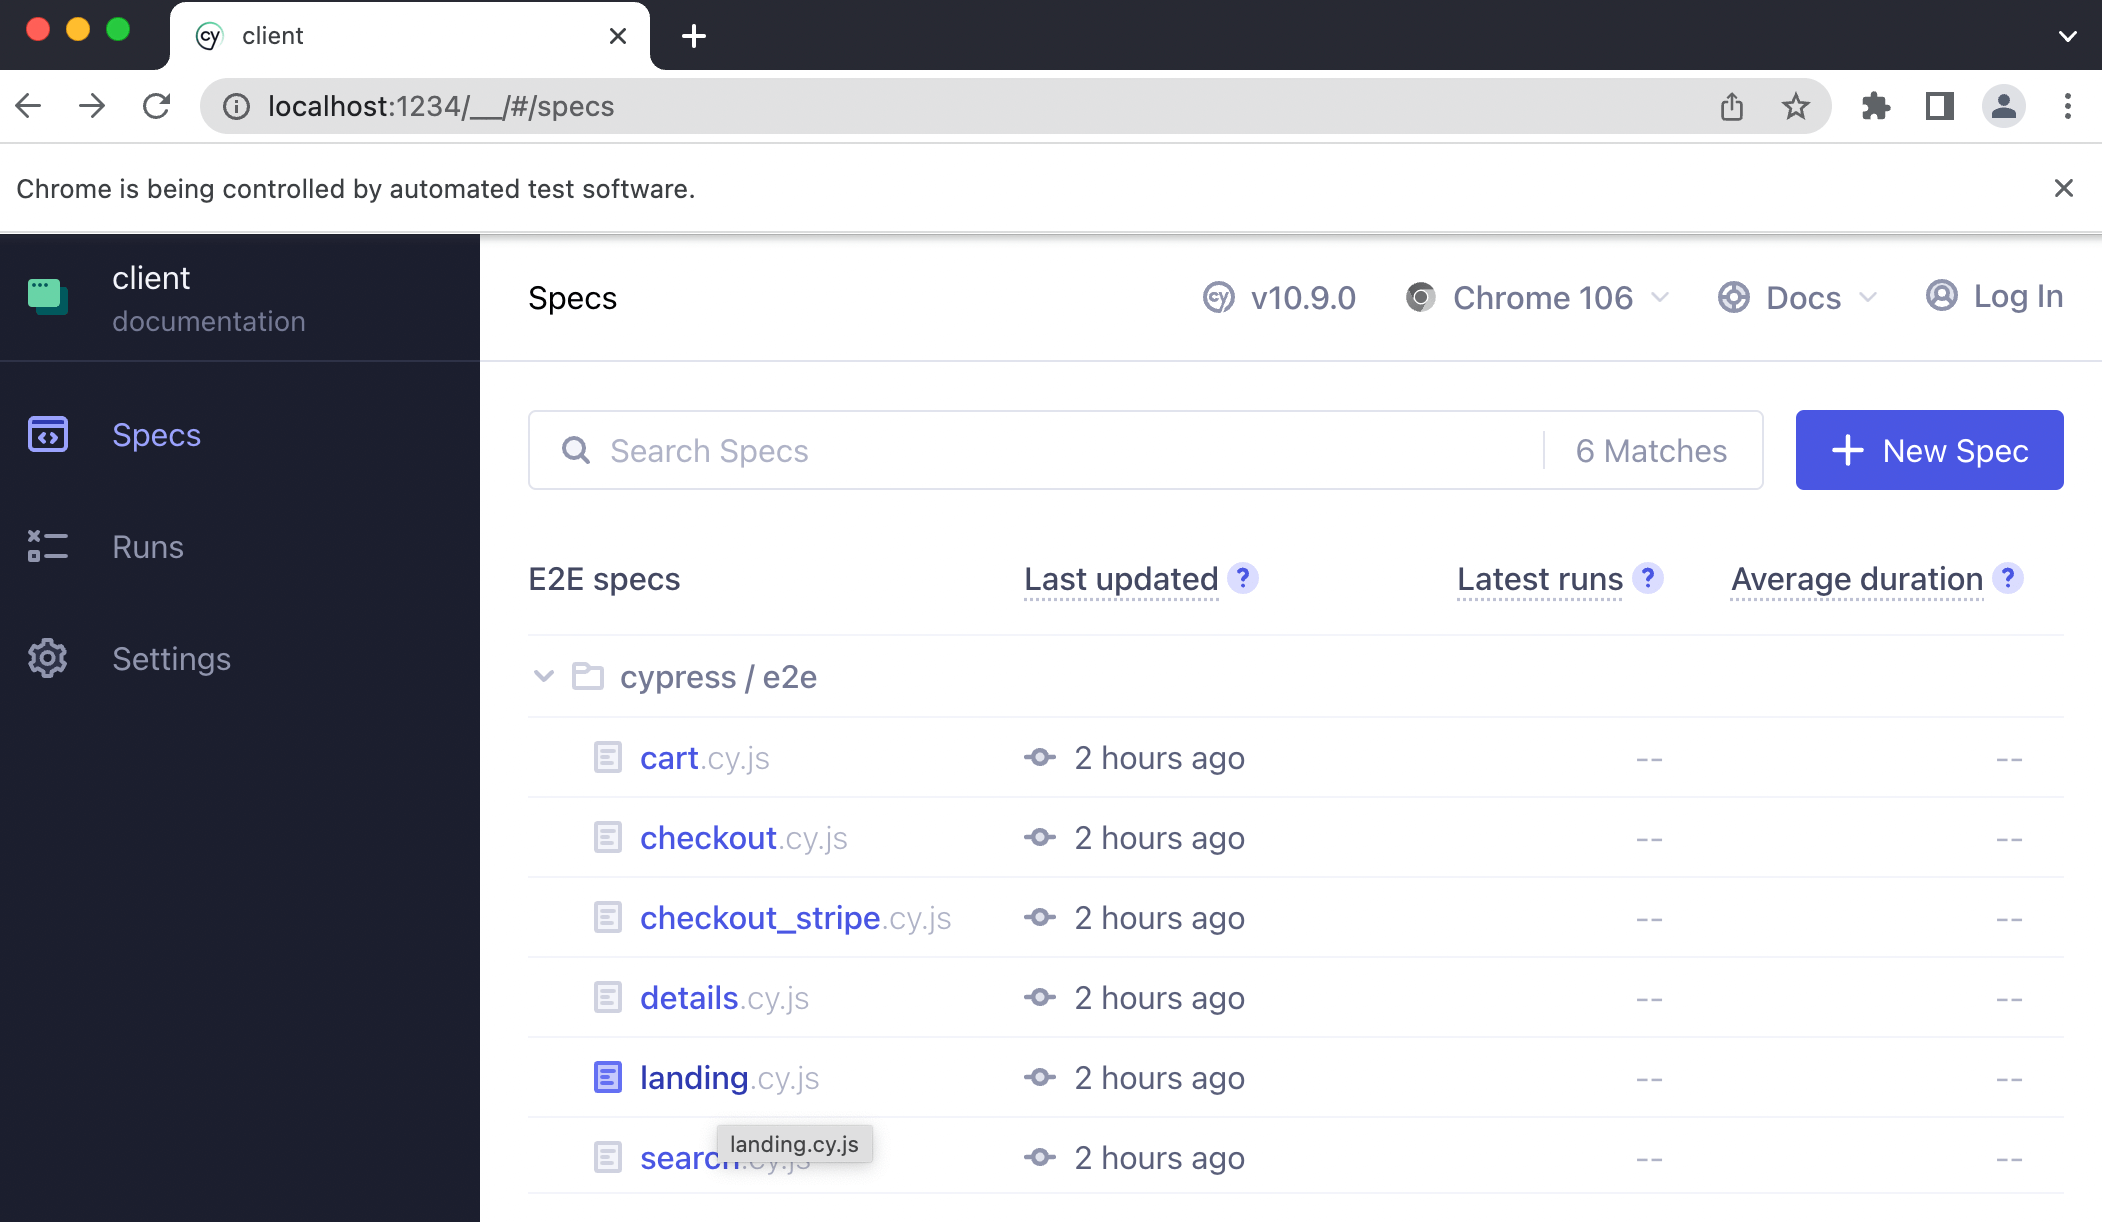 client
localhost:1234/__/#/specs
Chrome is being controlled by automated test software.
client
documentation
Specs
Runs
Settings
Specs
v10.9.0
Chrome 106
Docs
Log In
Search Specs
6 Matches
New Spec
E2E specs
Last updated ?
Latest runs ?
Average duration ?
cypress / e2e
cart.cy.js 2 hours ago -- --
checkout.cy.js 2 hours ago -- --
checkout_stripe.cy.js 2 hours ago -- --
details.cy.js 2 hours ago -- --
landing.cy.js 2 hours ago -- --
landing.cy.js
search.cy.js 2 hours ago -- --